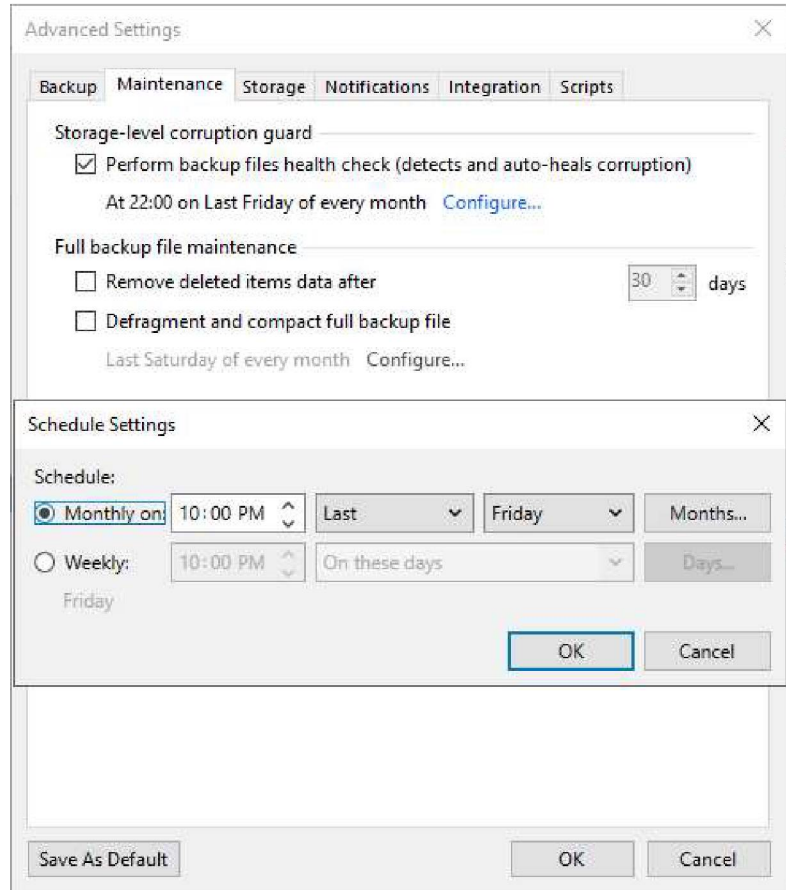 Advanced Settings
Backup Maintenance Storage Notifications Integration Scripts
Storage-level corruption guard
Perform backup files health check (detects and auto-heals corruption)
At 22:00 on Last Friday of every month Configure...
Full backup file maintenance
Remove deleted items data after 30 days
Defragment and compact full backup file
Last Saturday of every month Configure...
Schedule Settings
Schedule:
Monthly on: 10:00 PM Last Friday Months...
Weekly: 10:00 PM On these days Days...
Friday
OK Cancel
Save As Default OK Cancel